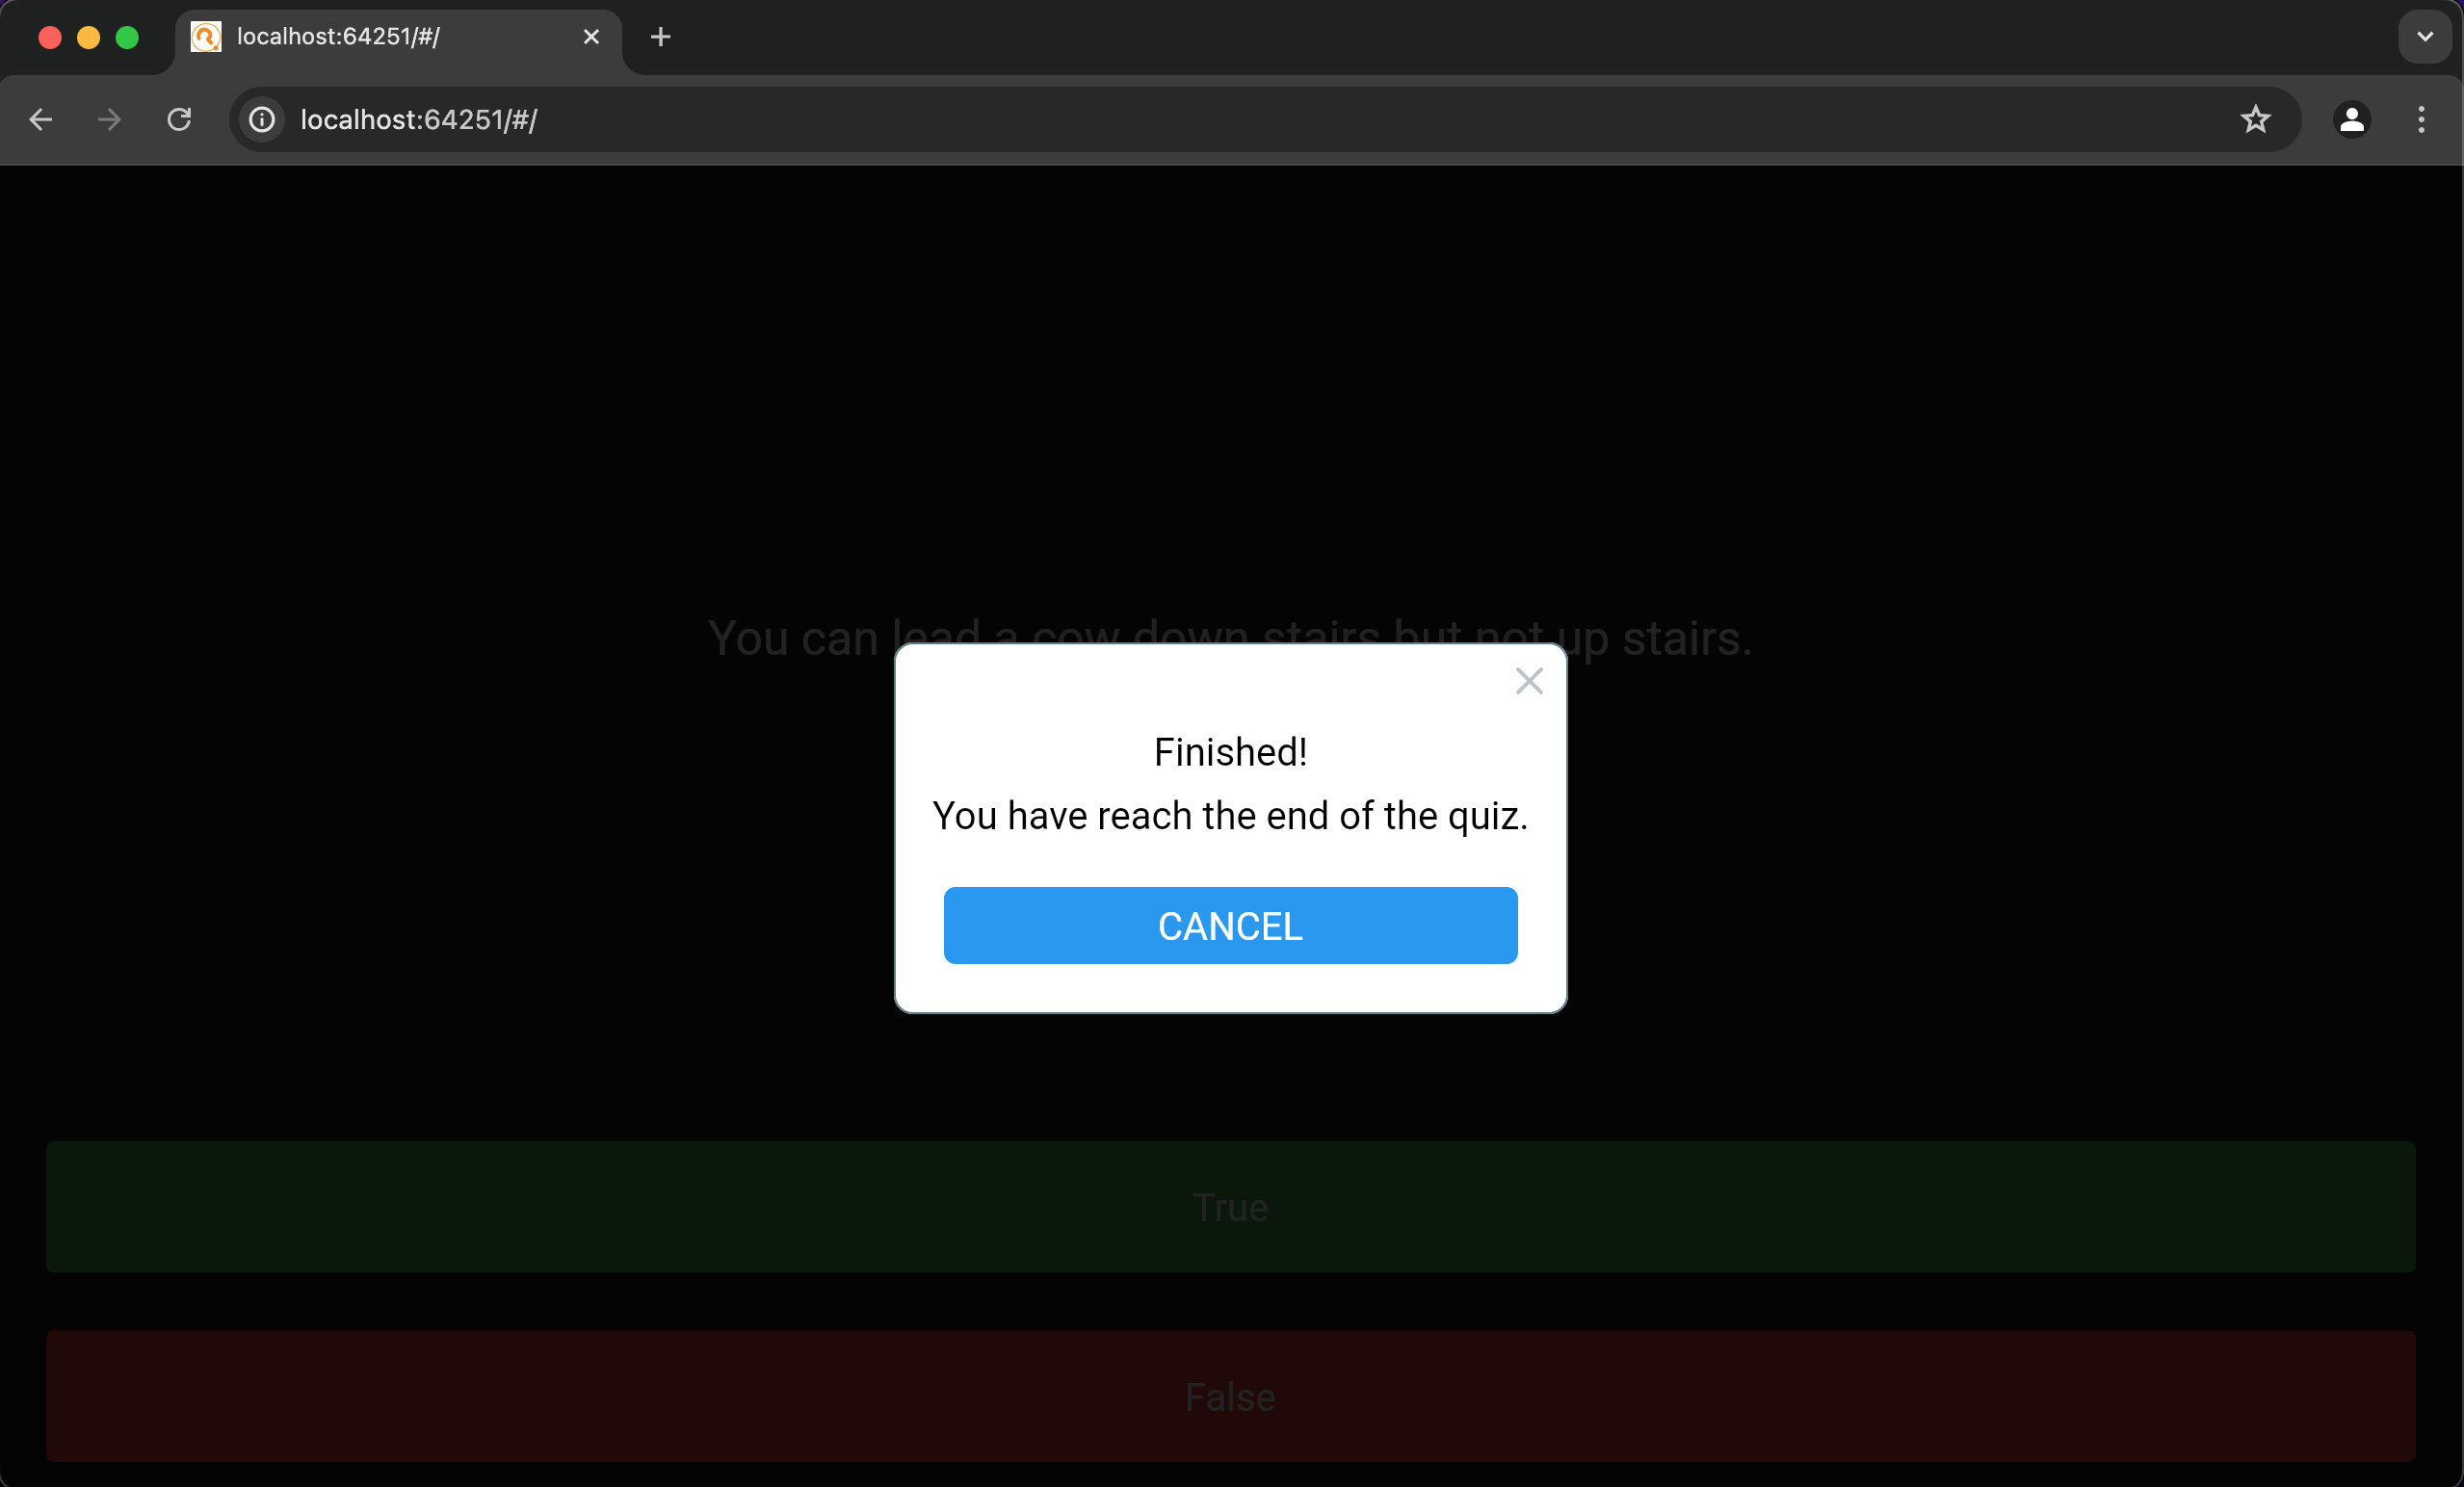 localhost:64251/#/
localhost:64251/#/
You can lead a cow down stairs but not up stairs.
Finished!
You have reach the end of the quiz.
CANCEL
True
False